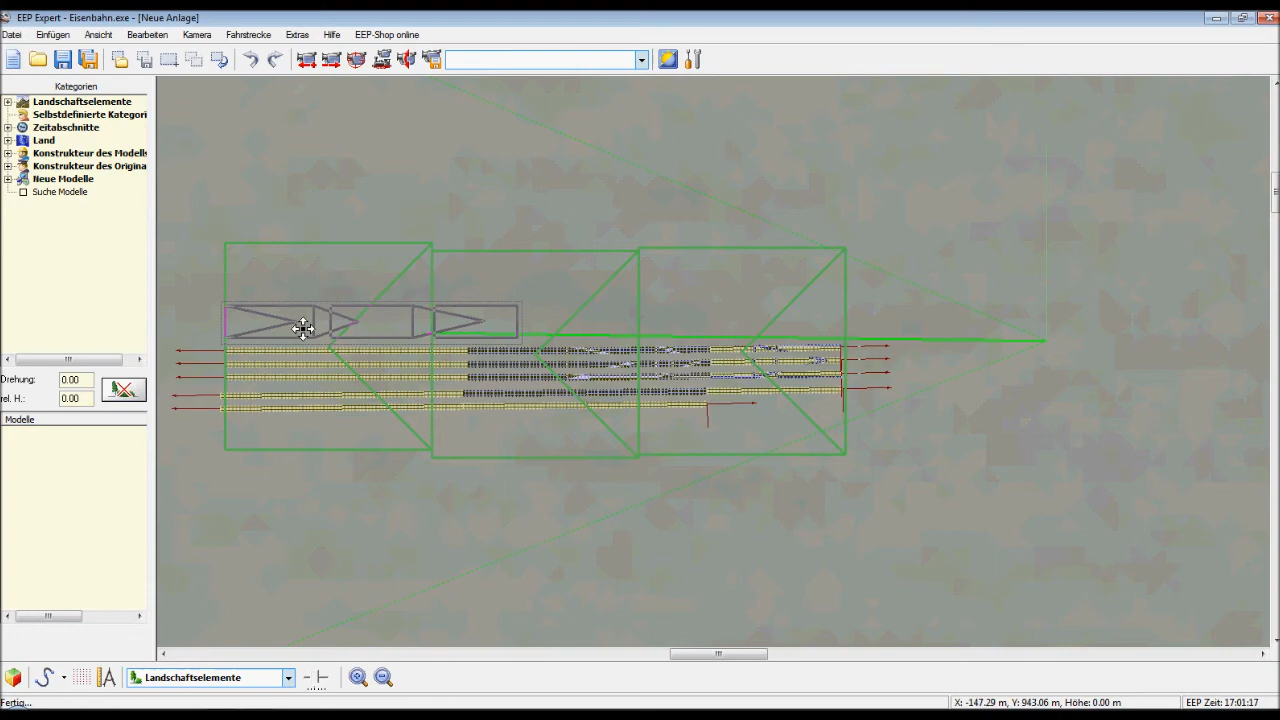 EEP Expert - Eisenbahn.exe - [Neue Anlage]
Datei Einfügen Ansicht Bearbeiten Kamera Fahrstrecke Extras Hilfe EEP-Shop online
Kategorien
Landschaftselemente
Selbstdefinierte Kategori
Zeitabschnitte
Land
Konstrukteur des Modells
Konstrukteur des Origina
Neue Modelle
Suche Modelle
Drehung: 0.00
rel. H.: 0.00
Modelle
Landschaftselemente
Fertig... X: -147.29 m, Y: 943.06 m, Höhe: 0.00 m EEP Zeit: 17:01:17